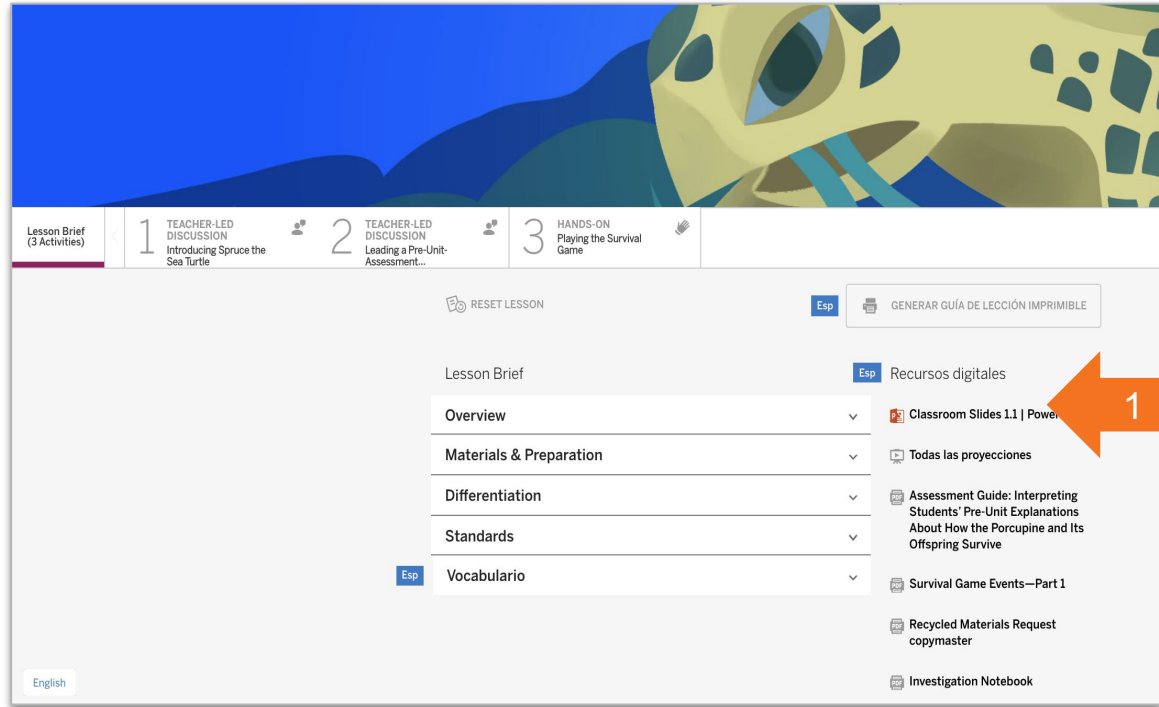 Lesson Brief
(3 Activities)
1
TEACHER-LED
DISCUSSION
Introducing Spruce the
Sea Turtle
2
TEACHER-LED
DISCUSSION
Leading a Pre-Unit-
Assessment...
3
HANDS-ON
Playing the Survival
Game
RESET LESSON
Esp
GENERAR GUÍA DE LECCIÓN IMPRIMIBLE
Lesson Brief
Overview
Materials & Preparation
Differentiation
Standards
Esp
Vocabulario
Esp
Recursos digitales
Classroom Slides 1.1 |
1
Todas las proyecciones
PDF
Assessment Guide: Interpreting
Students' Pre-Unit Explanations
About How the Porcupine and Its
Offspring Survive
PDF
Survival Game Events—Part 1
PDF
Recycled Materials Request
copymaster
PDF
Investigation Notebook
English